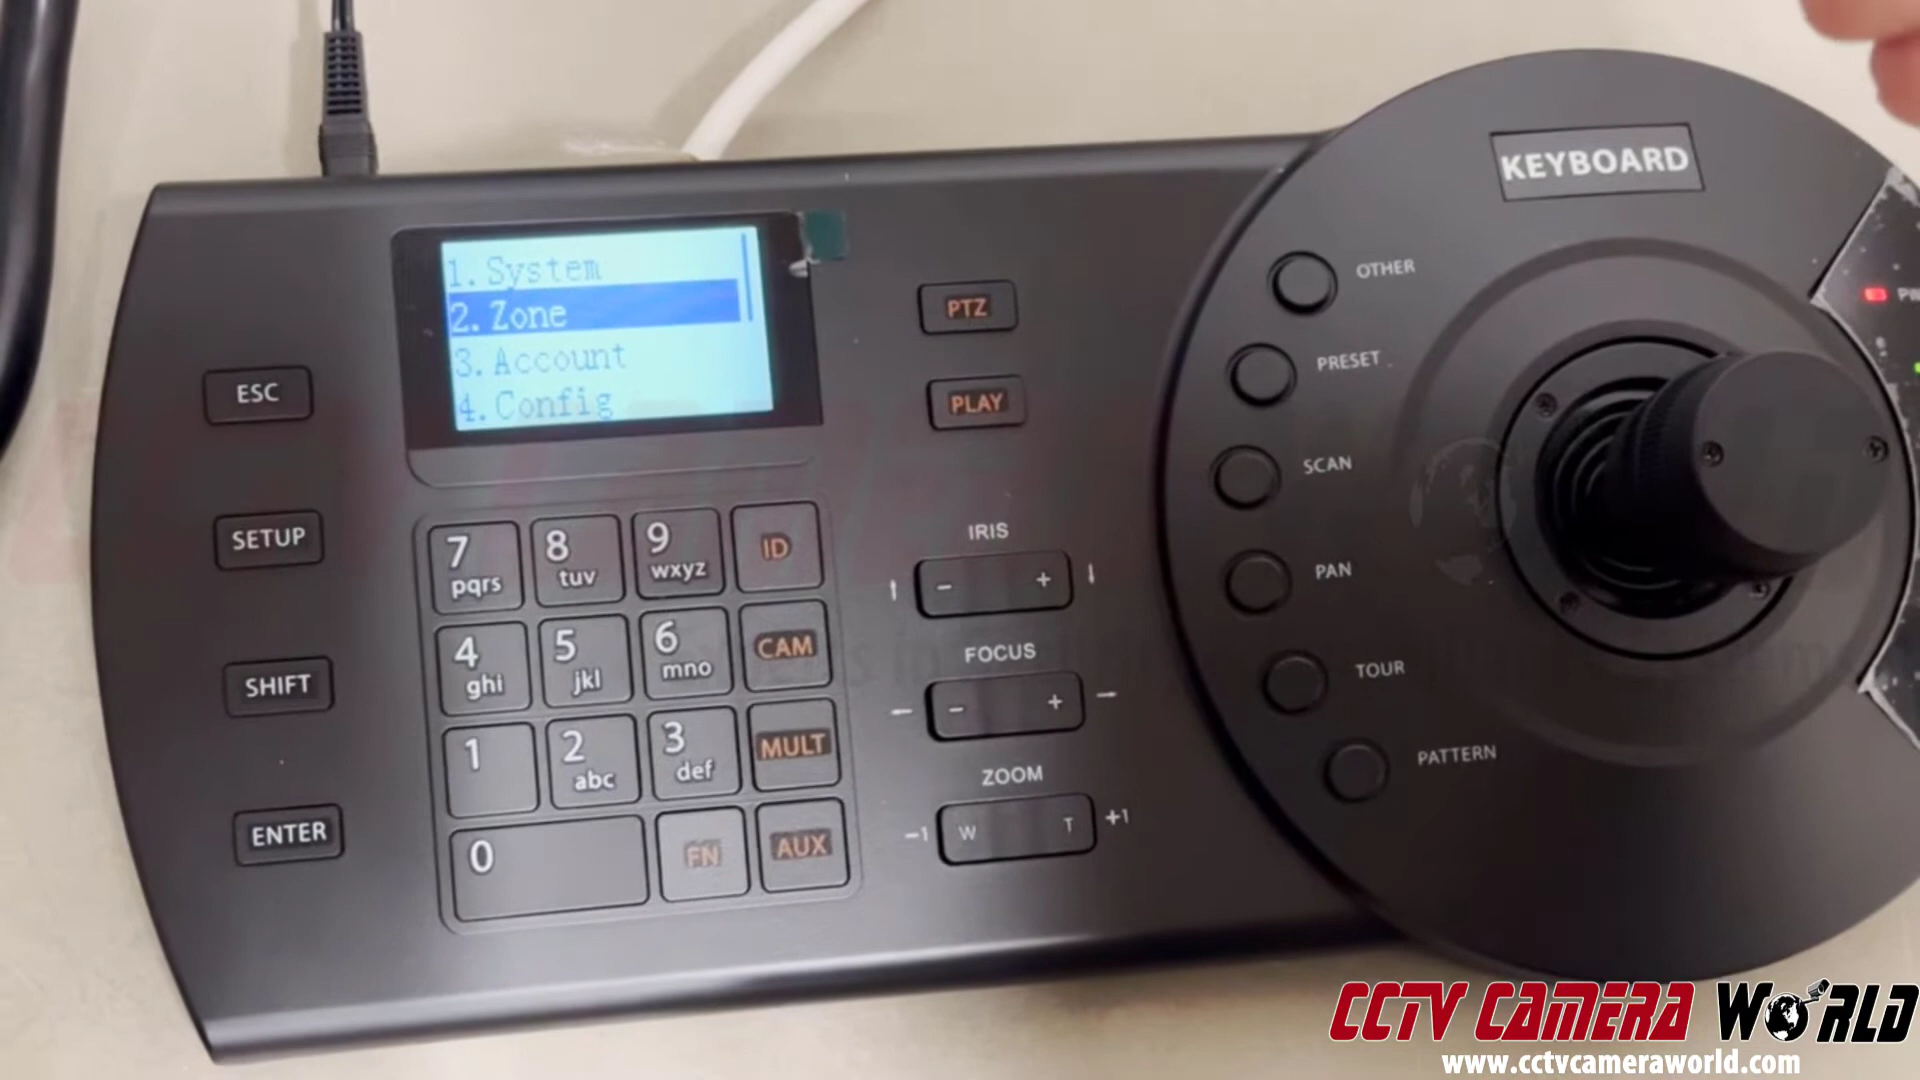 KEYBOARD
1.System
2.Zone
3.Account
4.Config
PTZ
PLAY
OTHER
PRESET
SCAN
PAN
TOUR
PATTERN
ESC
SETUP
SHIFT
ENTER
7 pqrs
8 tuv
9 wxyz
ID
4 ghi
5 jkl
6 mno
CAM
1
2 abc
3 def
MULT
0
FN
AUX
IRIS
- +
FOCUS
- +
ZOOM
-1 W T +1
CCTV CAMERA WORLD
www.cctvcameraworld.com